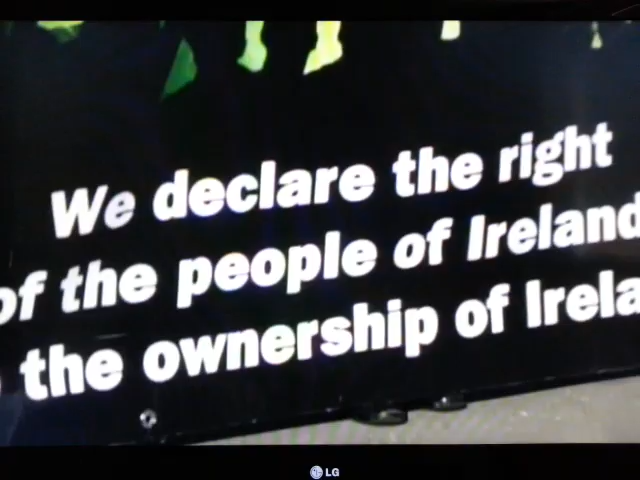 We declare the right
of the people of Ireland
the ownership of Irela
LG